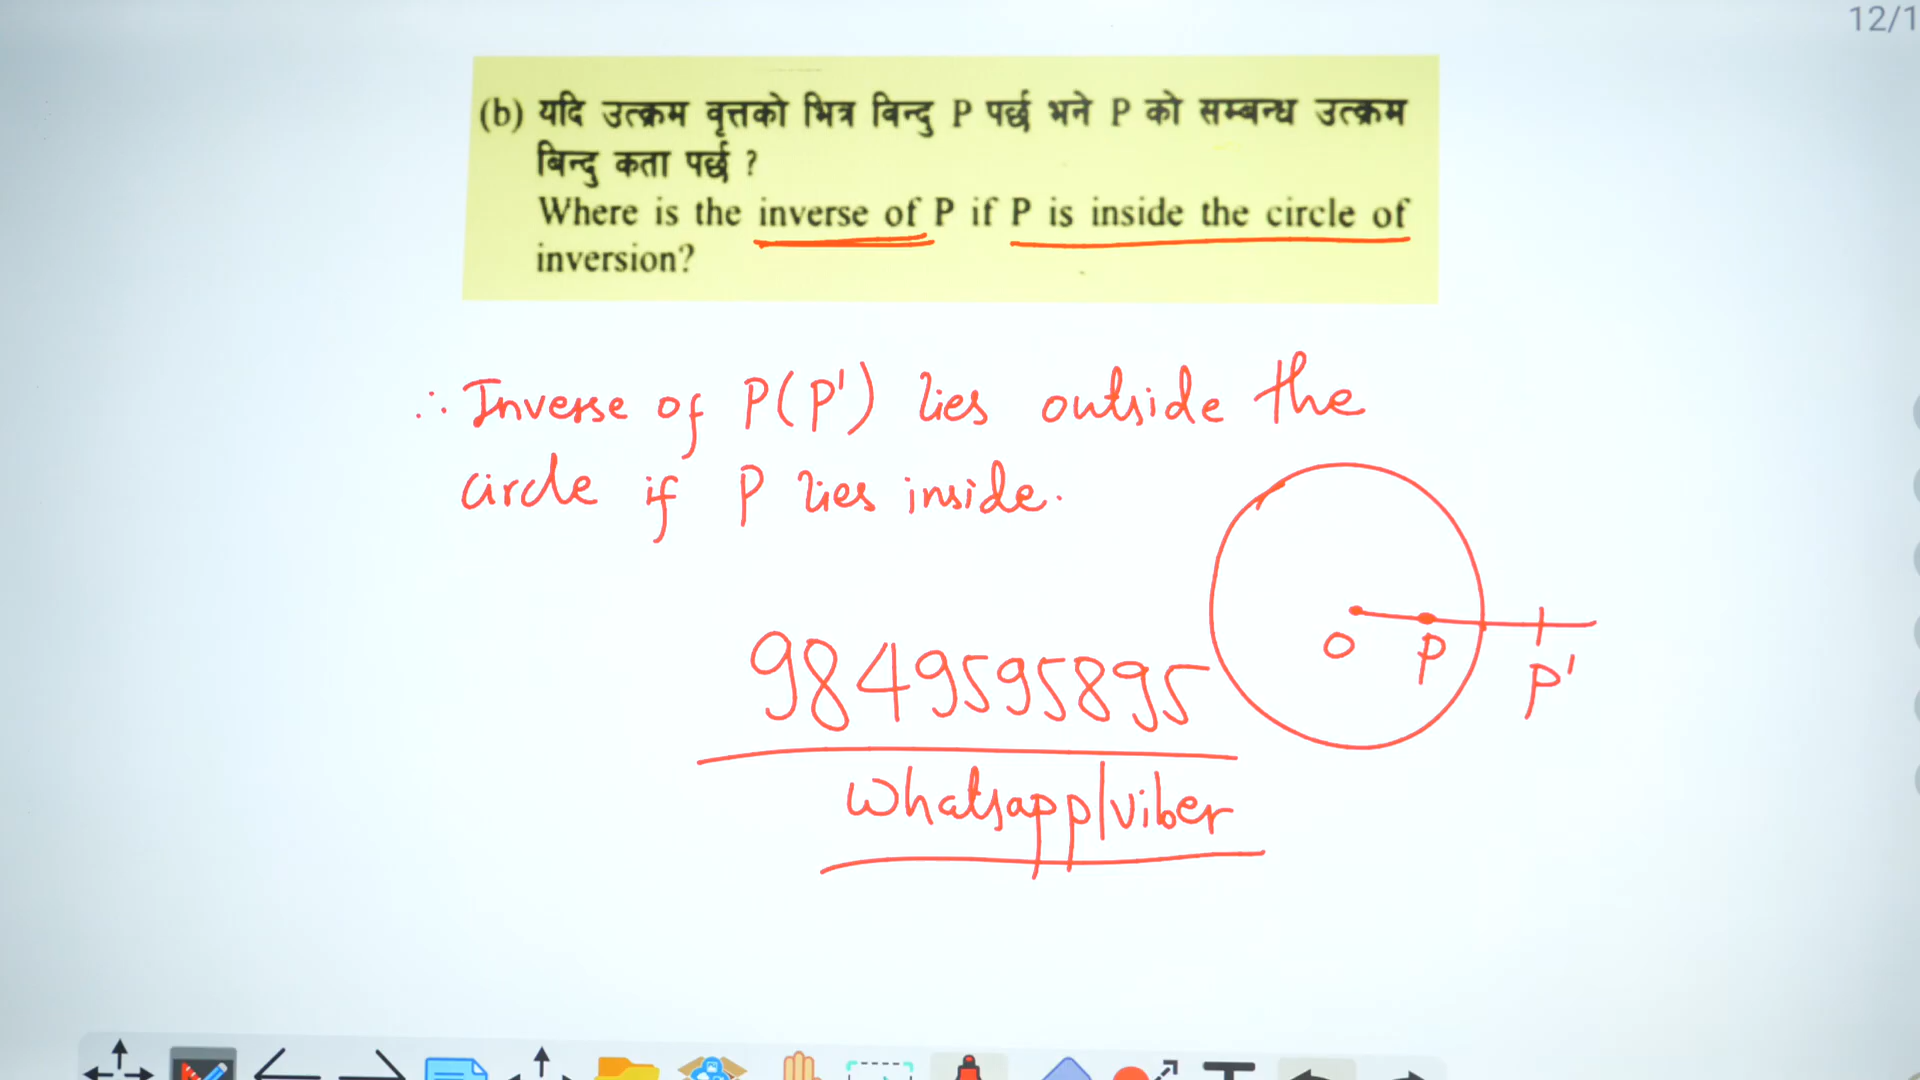 12/1
(b) यदि उत्क्रम वृत्तको भित्र विन्दु P पर्छ भने P को सम्बन्ध उत्क्रम
बिन्दु कता पर्छ ?
Where is the inverse of P if P is inside the circle of
inversion?
∴ Inverse of P(P') lies outside the
circle if P lies inside.
O P P'
9849595895
whatsapp|viber